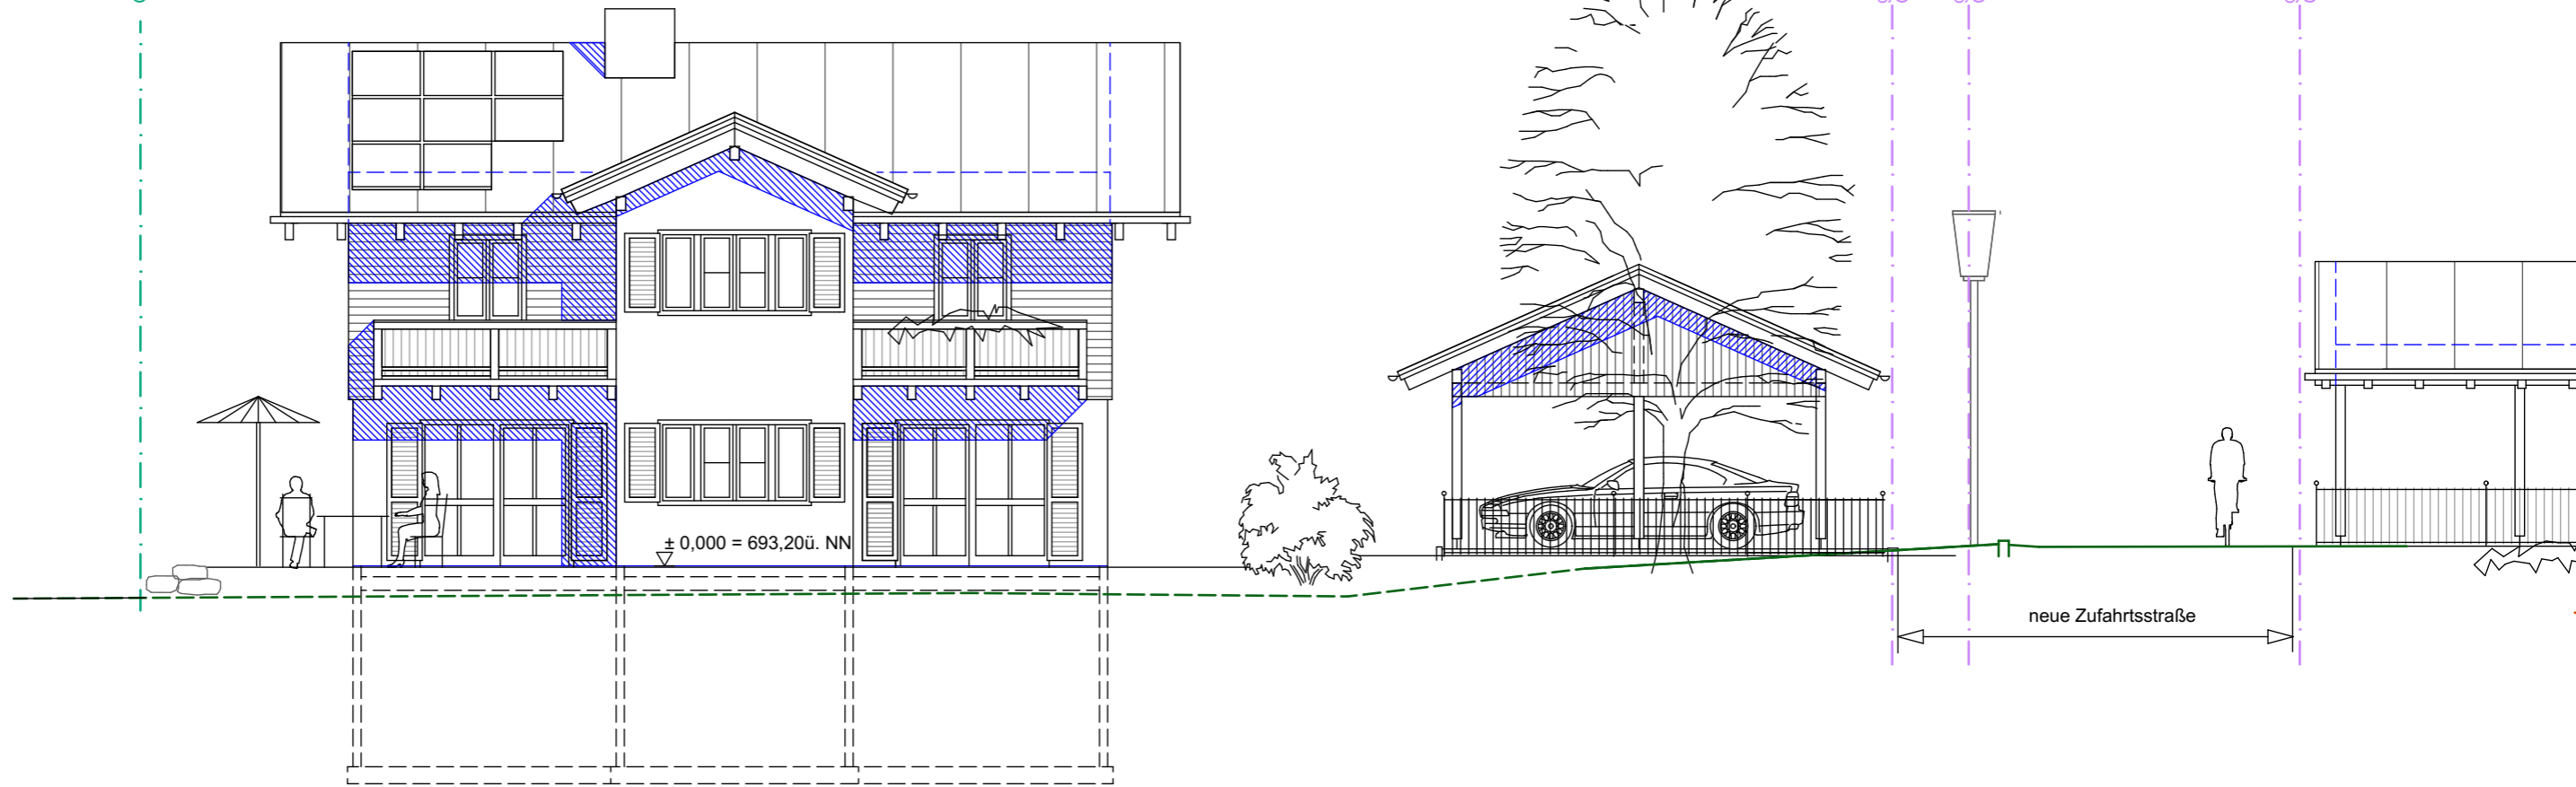 ± 0,000 = 693,20ü. NN
neue Zufahrtsstraße